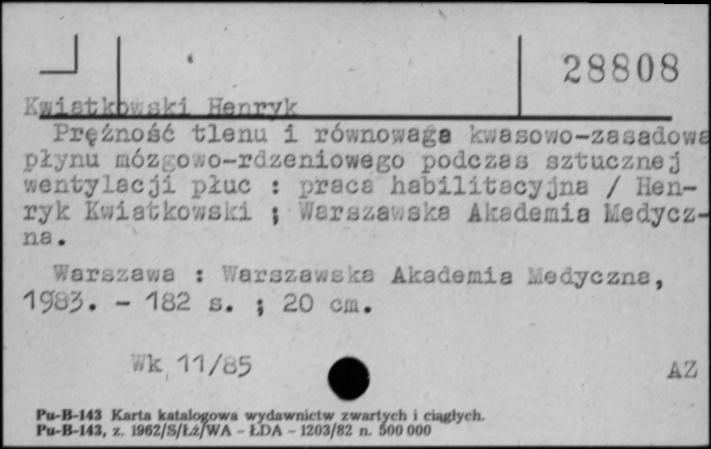 28808
Kwiatkowski Henryk
Prężność tlenu i równowaga kwasowo-zasadowa
płynu mózgowo-rdzeniowego podczas sztucznej
wentylacji płuc : praca habilitacyjna / Hen-
ryk Kwiatkowski ; Warszawska Akademia Medycz-
na.
Warszawa : Warszawska Akademia Medyczna,
1983. - 182 s. ; 20 cm.
Wk 11/85
AZ
Pu-B-143 Karta katalogowa wydawnictw zwartych i ciągłych.
Pu-B-143, z. 1962/S/Łż/WA - ŁDA - 1203/82 n. 500 000